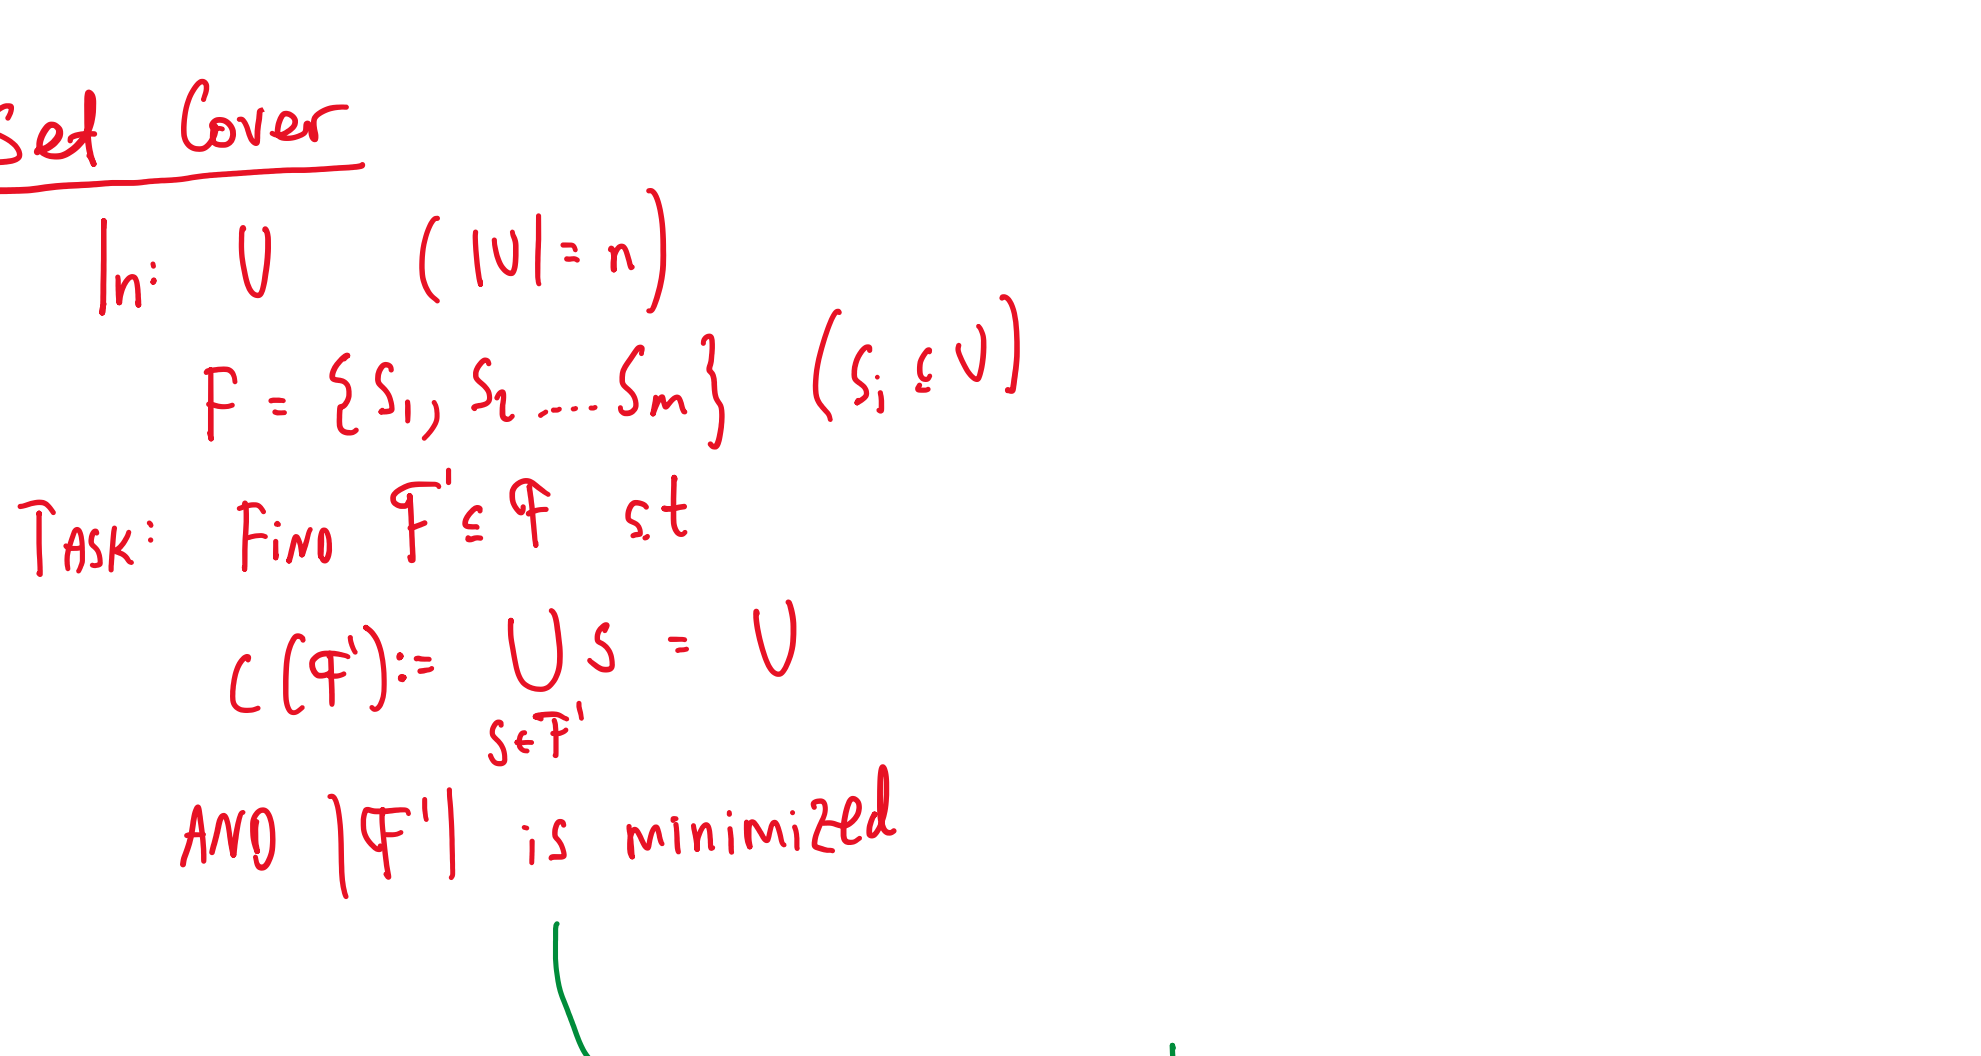 Set Cover
In: U (|U| = n)
F = {S₁, S₂ .... Sₘ} (Sᵢ ⊆ U)
TASK: FIND F' ⊆ F s.t
C(F') := ⋃ S = U
S ∈ F'
AND |F'| is minimized